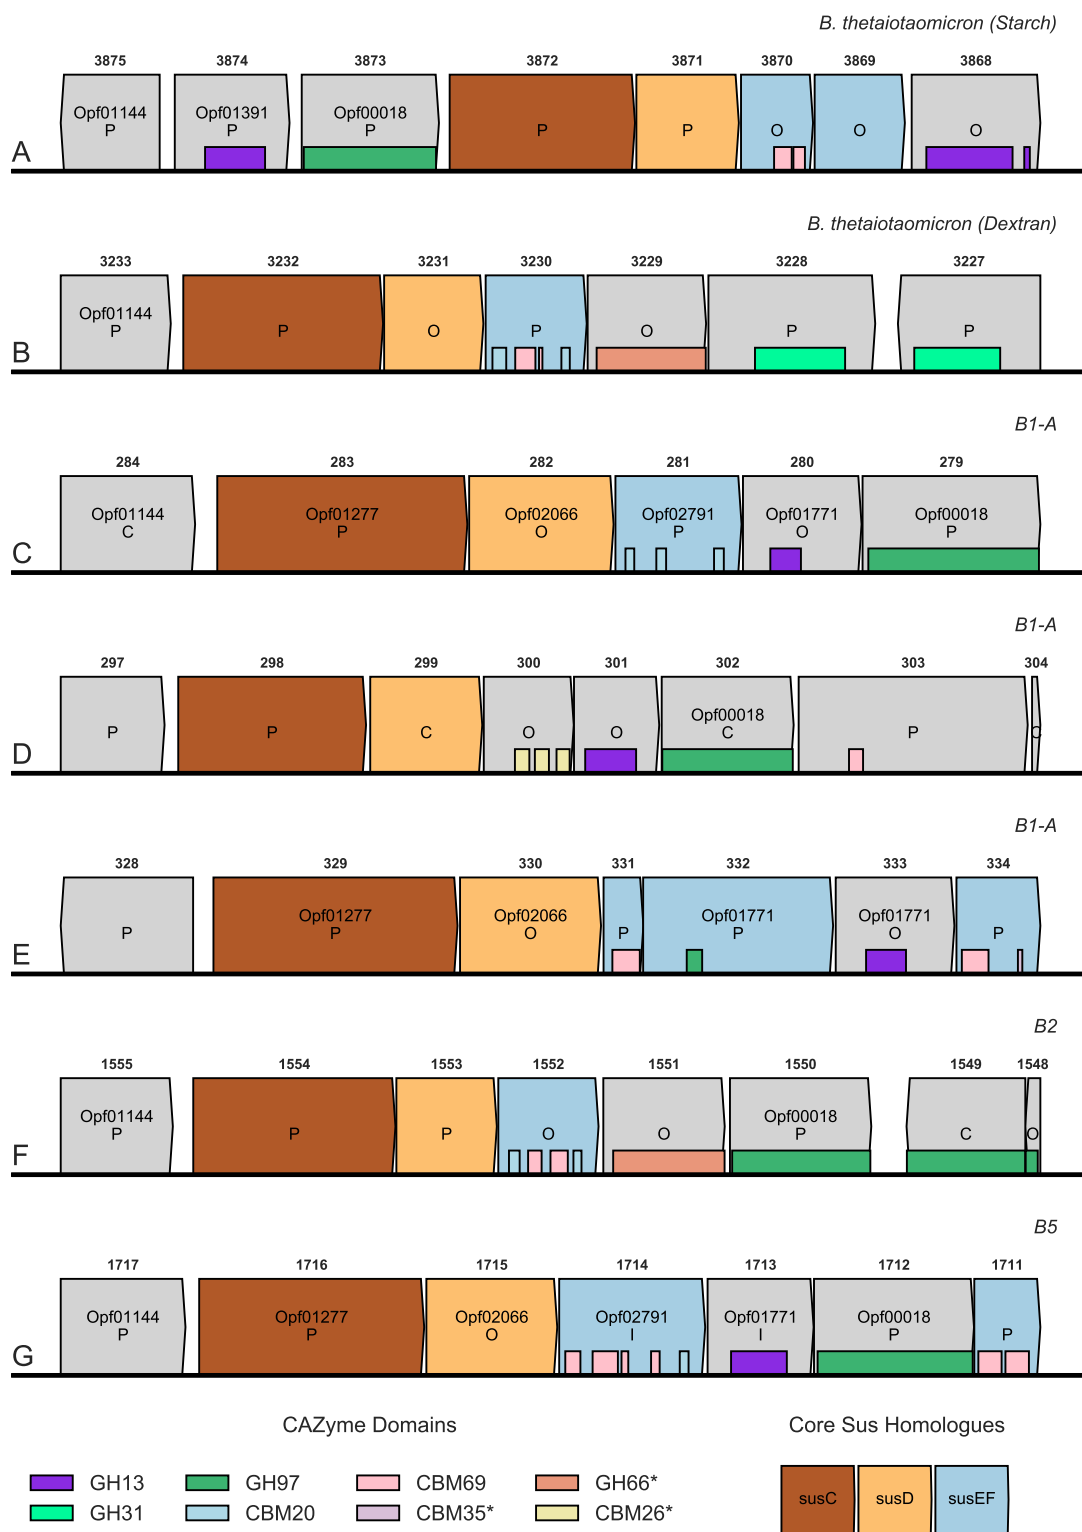 B. thetaiotaomicron (Starch)
3875 3874 3873 3872 3871 3870 3869 3868
Opf01144 Opf01391 Opf00018
P P P P P O O O
A
B. thetaiotaomicron (Dextran)
3233 3232 3231 3230 3229 3228 3227
Opf01144
P P O P O P P
B
B1-A
284 283 282 281 280 279
Opf01144 Opf01277 Opf02066 Opf02791 Opf01771 Opf00018
C P O P O P
C
B1-A
297 298 299 300 301 302 303 304
Opf00018
P P C O O C P C
D
B1-A
328 329 330 331 332 333 334
Opf01277 Opf02066 Opf01771 Opf01771
P P O P P O P
E
B2
1555 1554 1553 1552 1551 1550 1549 1548
Opf01144 Opf00018
P P P O O P C O
F
B5
1717 1716 1715 1714 1713 1712 1711
Opf01144 Opf01277 Opf02066 Opf02791 Opf01771 Opf00018
P P O I I P P
G
CAZyme Domains Core Sus Homologues
GH13 GH97 CBM69 GH66*
GH31 CBM20 CBM35* CBM26*
susC susD susEF